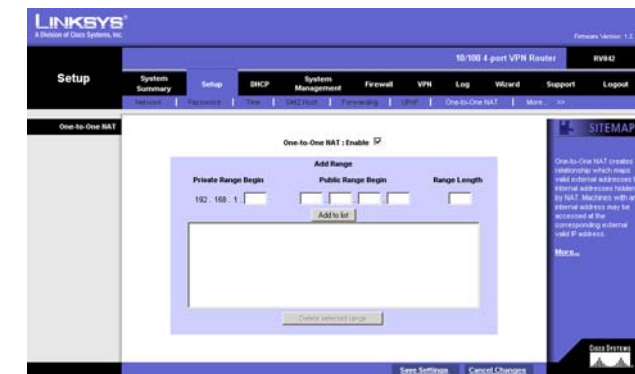 LINKSYS®
A Division of Cisco Systems, Inc.
Firmware Version: 1.2.
10/100 4-port VPN Router
RV042
Setup
System Summary
Setup
DHCP
System Management
Firewall
VPN
Log
Wizard
Support
Logout
Network | Password | Time | DMZ Host | Forwarding | UPnP | One-to-One NAT | More... >>
One-to-One NAT
One-to-One NAT : Enable
Add Range
Private Range Begin
Public Range Begin
Range Length
192 . 168 . 1 .
Add to list
Delete selected range
Save Settings
Cancel Changes
SITEMAP
One-to-One NAT creates
relationship which maps
valid external addresses
internal addresses hidden
by NAT. Machines with an
internal address may be
accessed at the
corresponding external
valid IP address.
More...
CISCO SYSTEMS